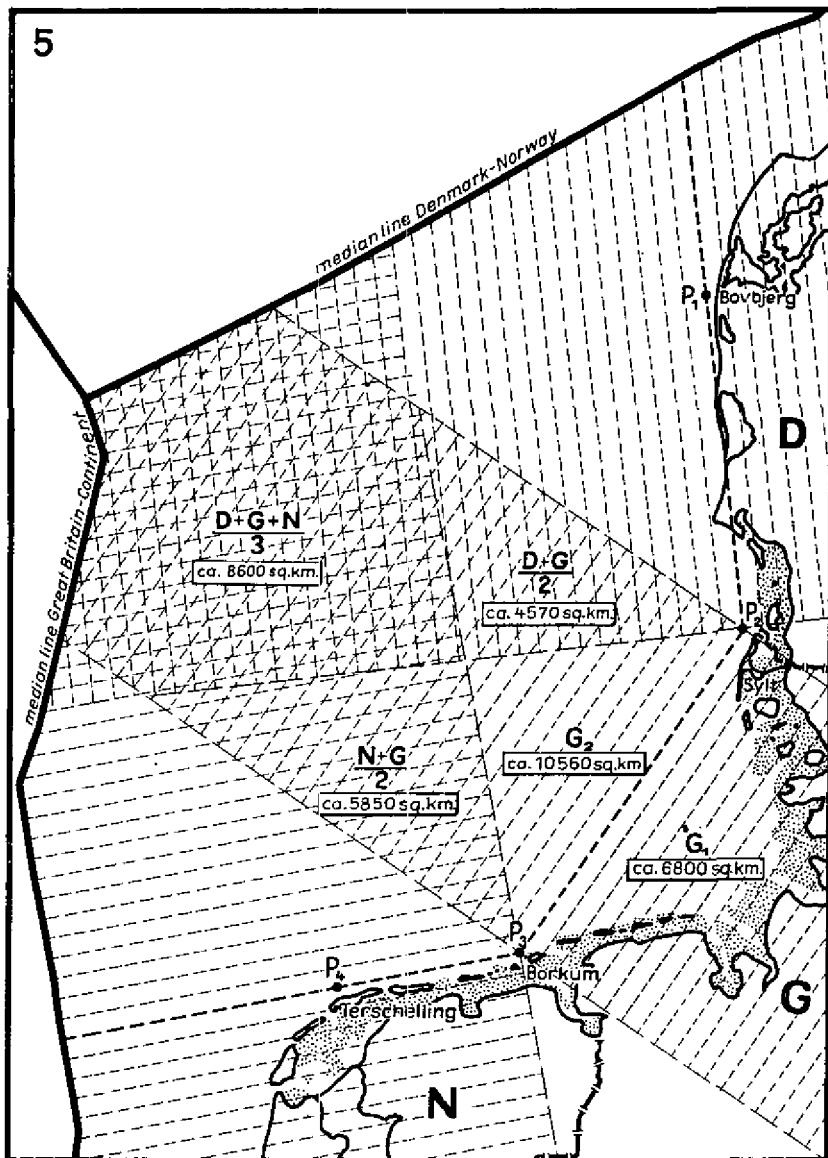 5
median line Denmark-Norway
P1
Bovbjerg
D
median line Great Britain-Continent
D+G+N
3
ca. 8600 sq.km.
D+G
2
ca. 4570 sq.km.
P2
Sylt
N+G
2
ca. 5850 sq.km.
G2
ca. 10560 sq.km.
G1
ca. 6800 sq.km.
P3
Borkum
P4
Terschelling
G
N